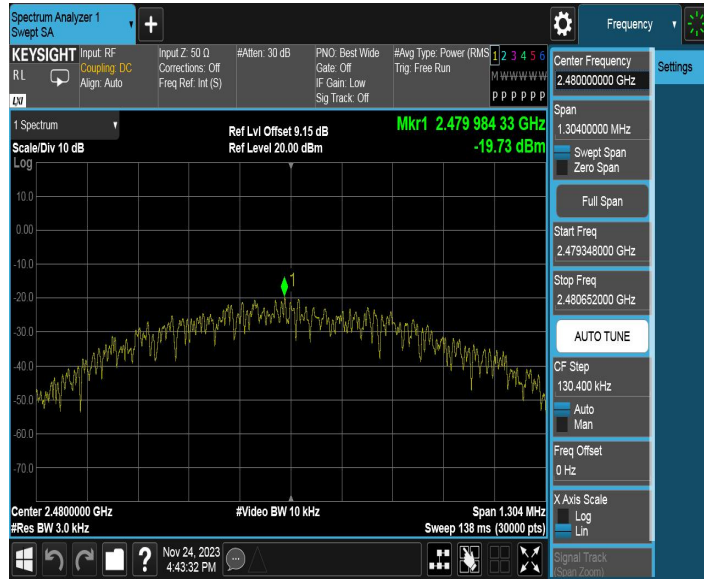 Spectrum Analyzer 1
Swept SA
+
Frequency
KEYSIGHT
RL
LXI
Input: RF
Coupling: DC
Align: Auto
Input Z: 50 Ω
Corrections: Off
Freq Ref: Int (S)
#Atten: 30 dB
PNO: Best Wide
Gate: Off
IF Gain: Low
Sig Track: Off
#Avg Type: Power (RMS
Trig: Free Run
1 2 3 4 5 6
M W W W W W
P P P P P P
Center Frequency
2.480000000 GHz
Settings
Span
1.30400000 MHz
Swept Span
Zero Span
Full Span
Start Freq
2.479348000 GHz
Stop Freq
2.480652000 GHz
AUTO TUNE
CF Step
130.400 kHz
Auto
Man
Freq Offset
0 Hz
X Axis Scale
Log
Lin
Signal Track
(Span Zoom)
1 Spectrum
Scale/Div 10 dB
Log
Ref Lvl Offset 9.15 dB
Ref Level 20.00 dBm
Mkr1 2.479 984 33 GHz
-19.73 dBm
10.0
0.00
-10.0
-20.0
-30.0
-40.0
-50.0
-60.0
-70.0
1
Center 2.4800000 GHz
#Res BW 3.0 kHz
#Video BW 10 kHz
Span 1.304 MHz
Sweep 138 ms (30000 pts)
?
Nov 24, 2023
4:43:32 PM